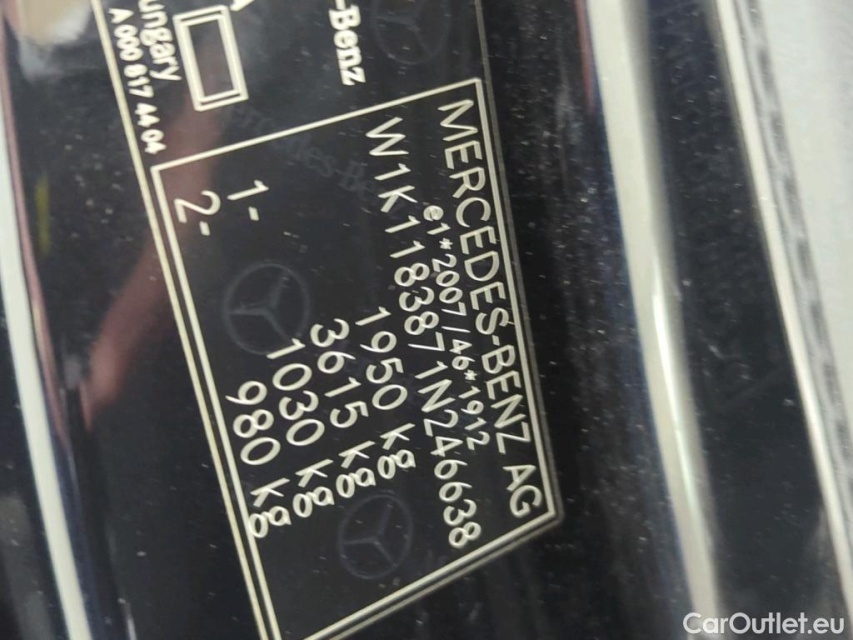 MERCEDES-BENZ AG
e1*2007/46*1912
W1K1183871N246638
1950 kg
3615 kg
1- 1030 kg
2- 980 kg
-Benz
ungary
A 000 817 44 04
CarOutlet.eu